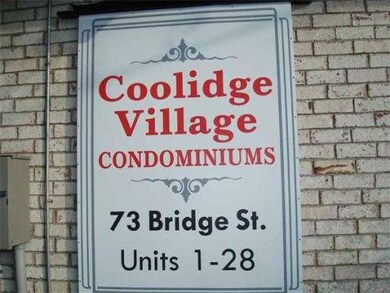 Coolidge
Village
CONDOMINIUMS
73 Bridge St.
Units 1-28